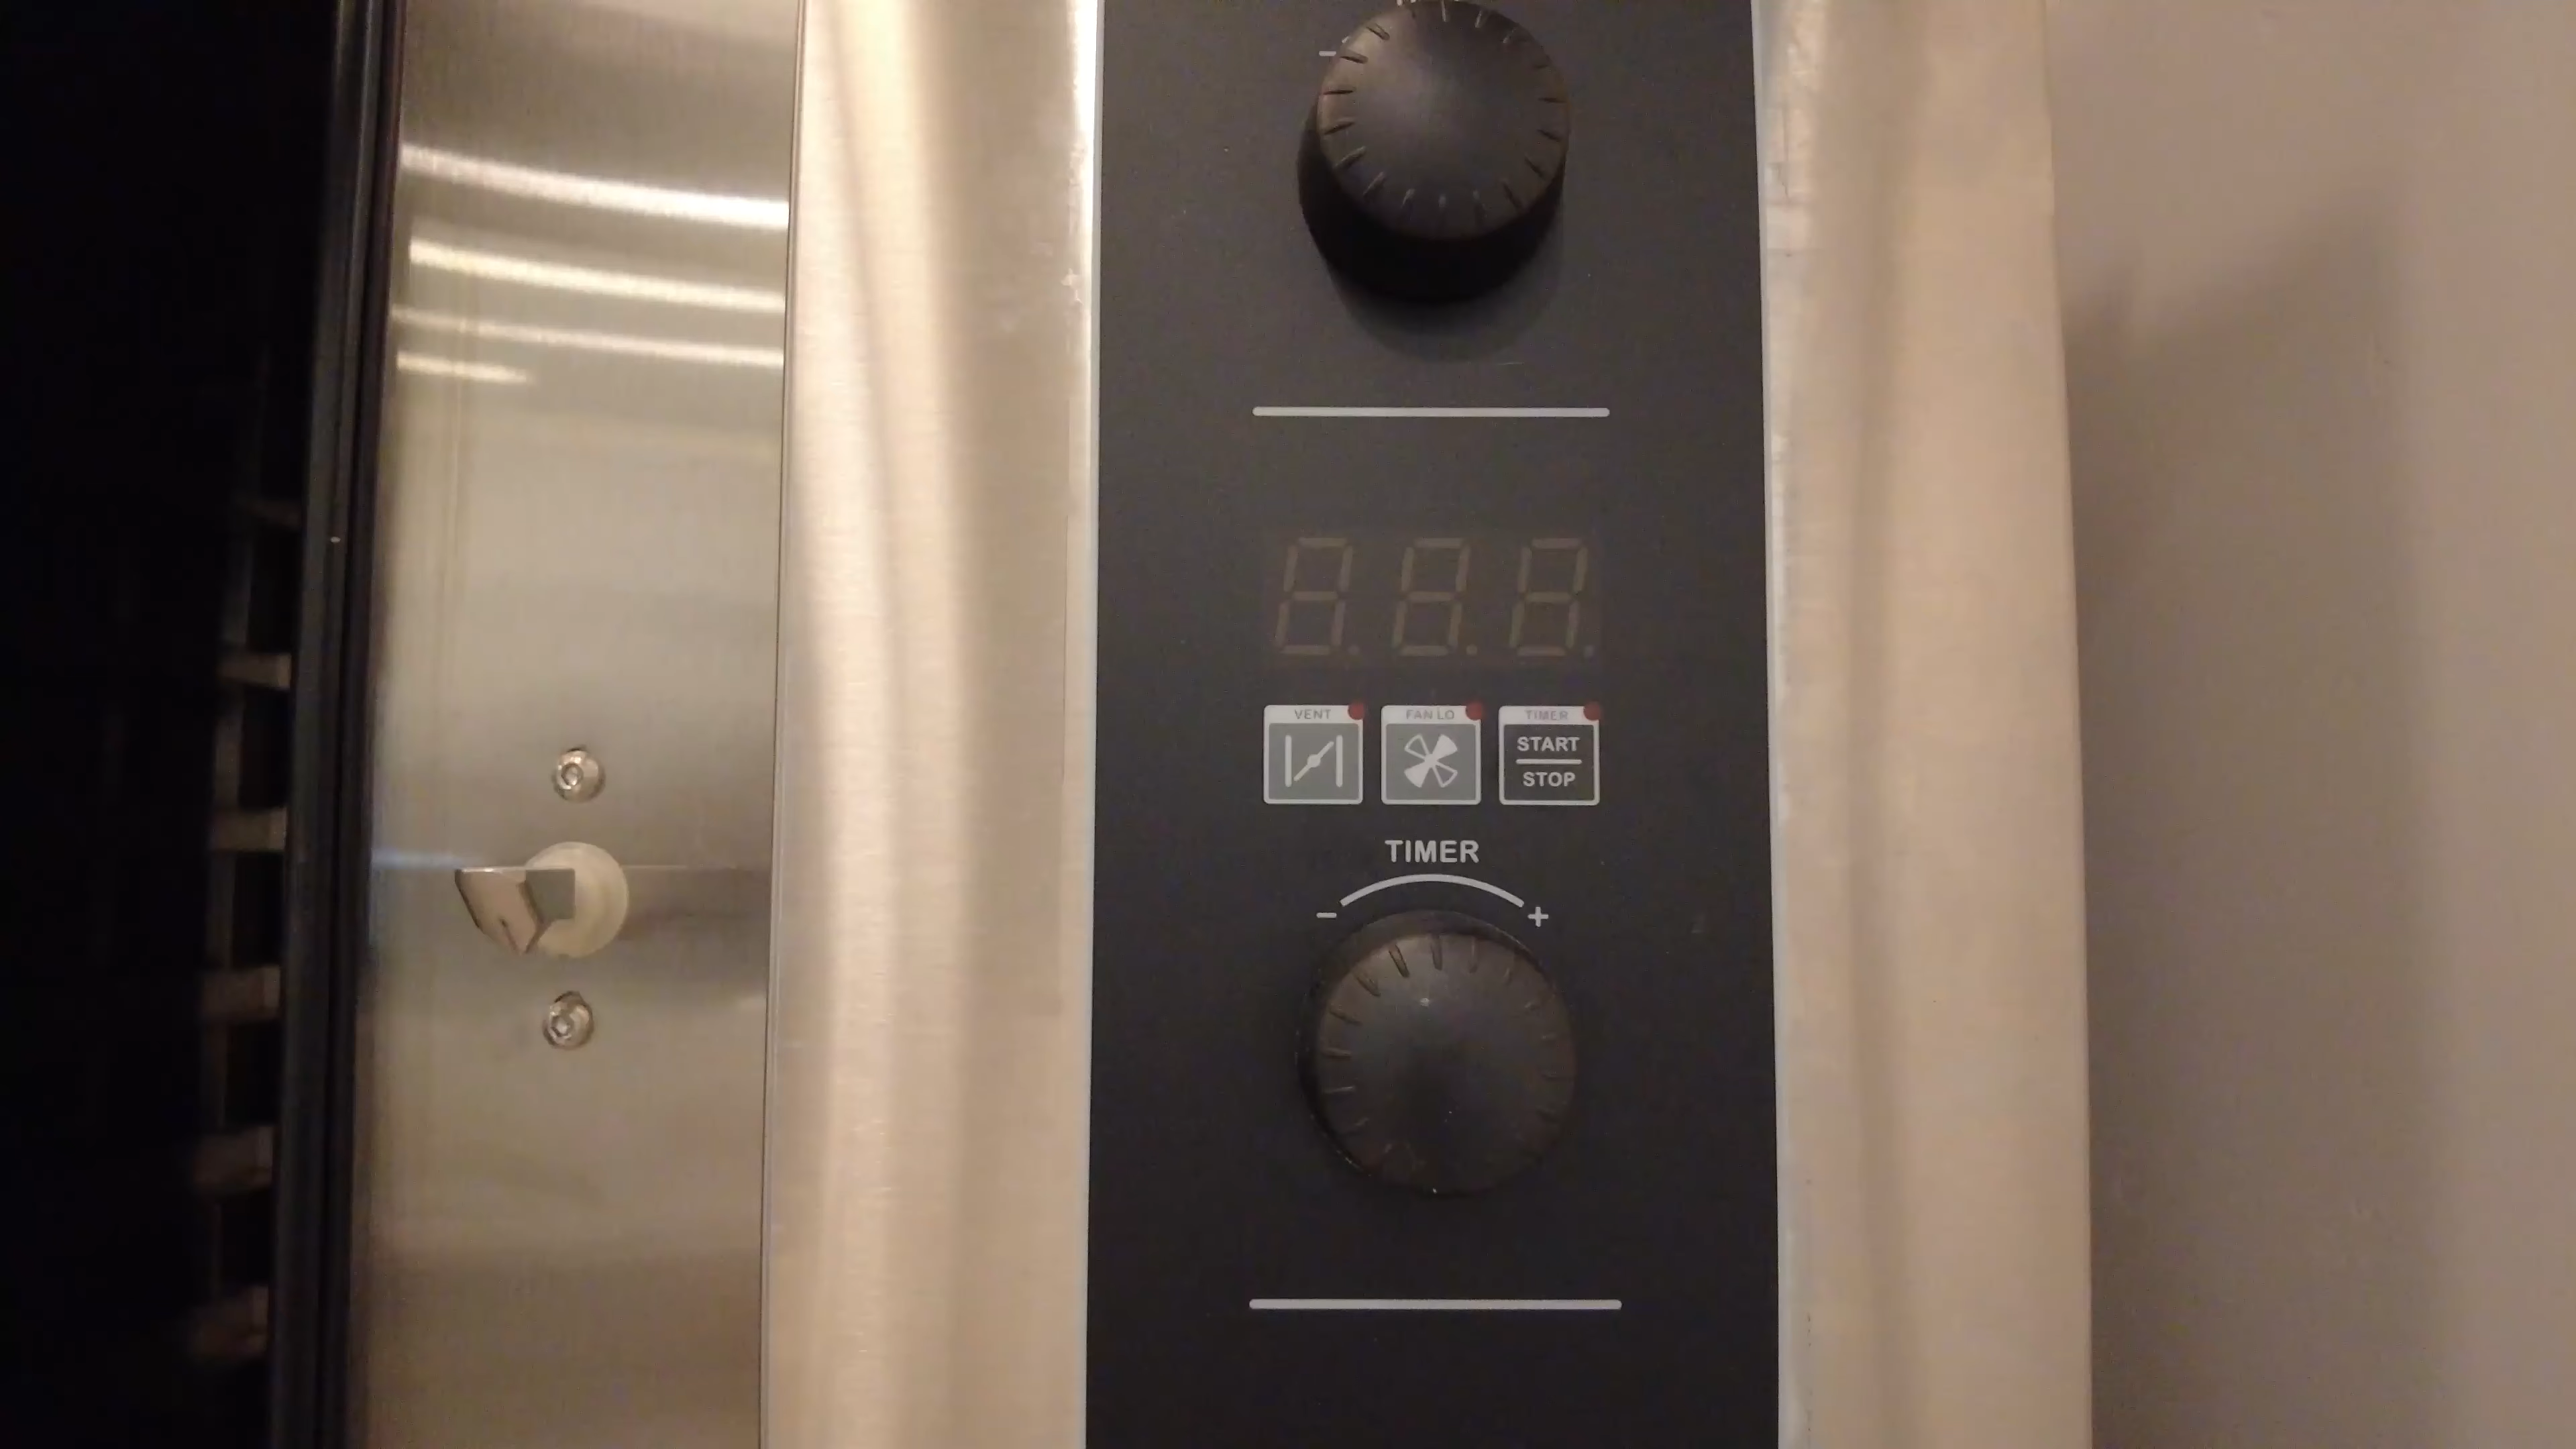 VENT
FAN LO
TIMER
START
STOP
TIMER
- +